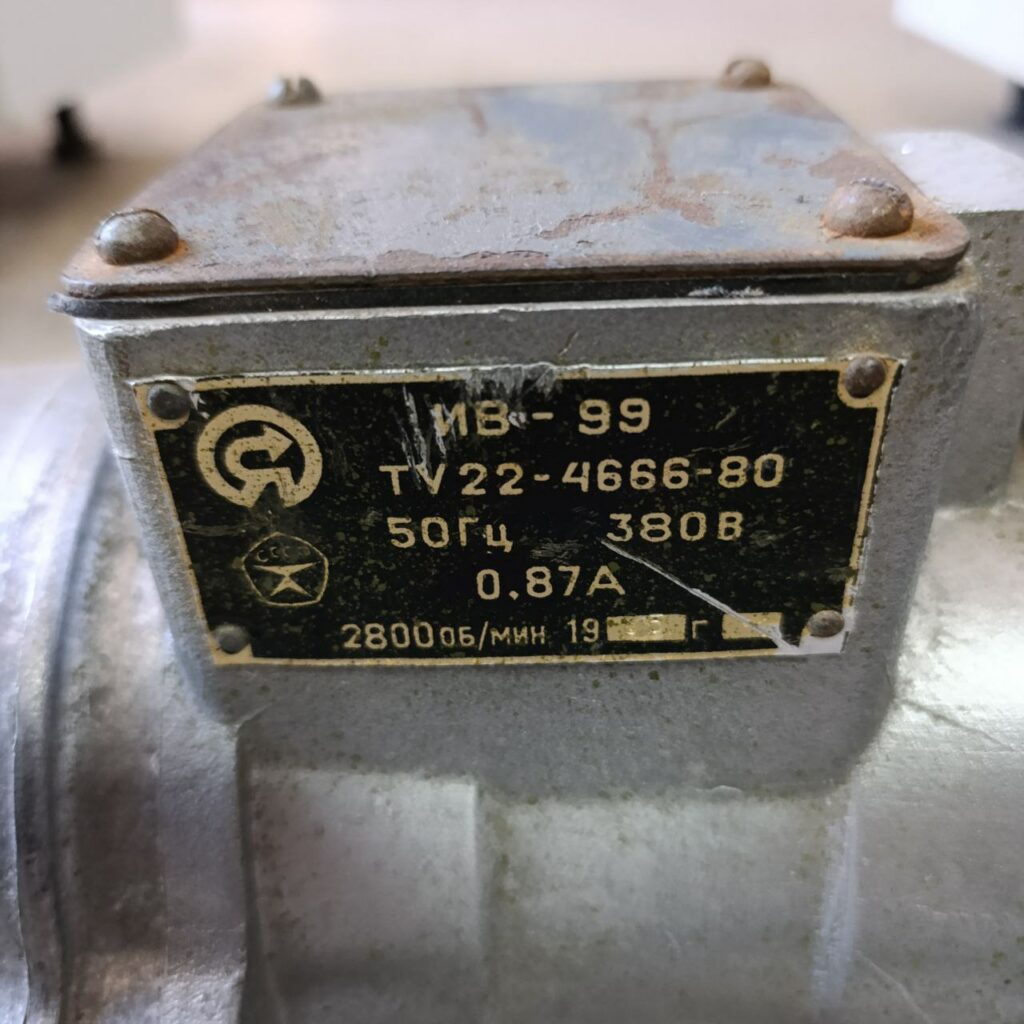 ИВ - 99
ТУ22-4666-80
50Гц 380В
0.87А
2800об/мин 19 г
СССР